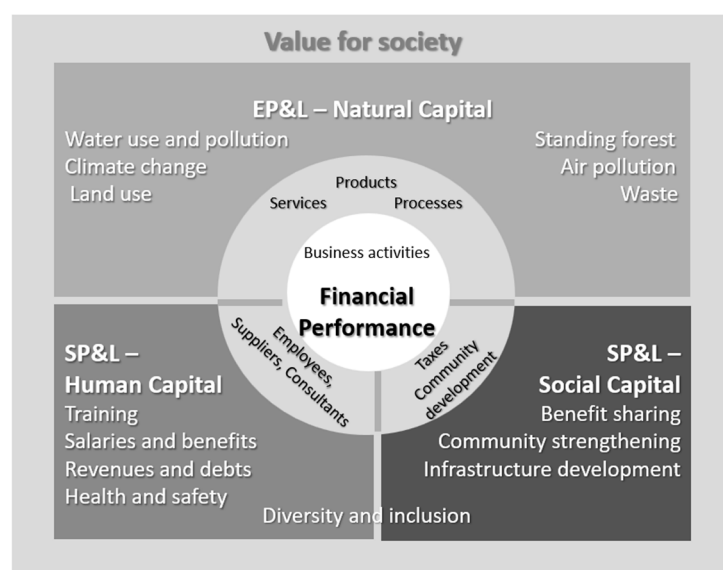 Value for society
EP&L – Natural Capital
Water use and pollution
Climate change
Land use
Standing forest
Air pollution
Waste
Products
Services
Processes
Business activities
Financial
Performance
Employees,
Suppliers, Consultants
Taxes
Community
development
SP&L –
Human Capital
Training
Salaries and benefits
Revenues and debts
Health and safety
SP&L –
Social Capital
Benefit sharing
Community strengthening
Infrastructure development
Diversity and inclusion